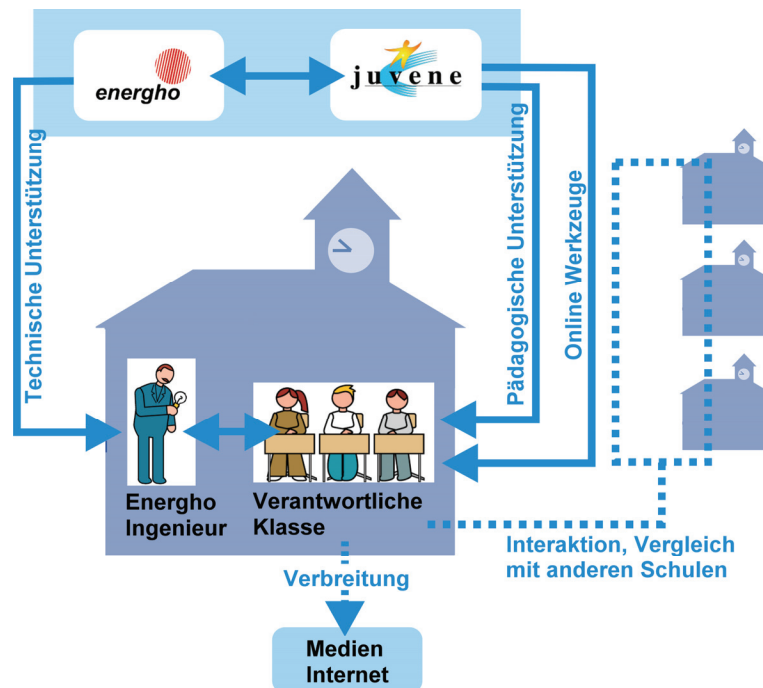 energho
juvene
Technische Unterstützung
Pädagogische Unterstützung
Online Werkzeuge
Energho
Ingenieur
Verantwortliche
Klasse
Interaktion, Vergleich
mit anderen Schulen
Verbreitung
Medien
Internet